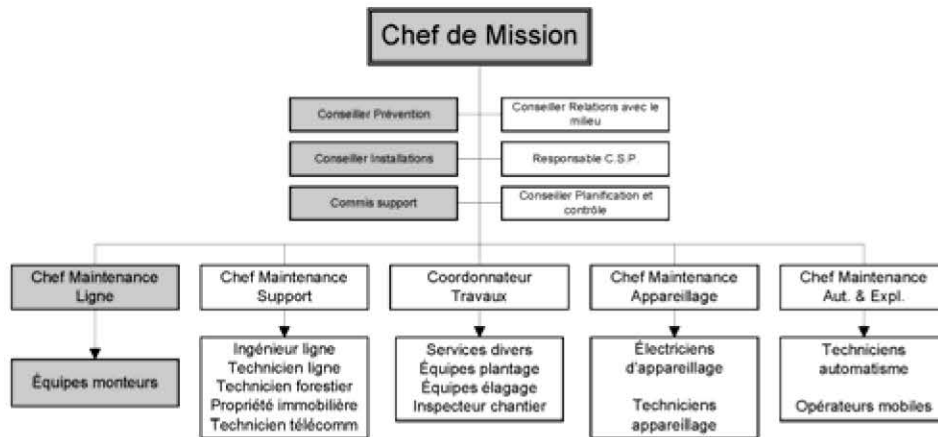 Chef de Mission
Conseiller Prévention
Conseiller Relations avec le
milieu
Conseiller Installations
Responsable C.S.P.
Commis support
Conseiller Planification et
contrôle
Chef Maintenance
Ligne
Chef Maintenance
Support
Coordonnateur
Travaux
Chef Maintenance
Appareillage
Chef Maintenance
Aut. & Expl.
Équipes monteurs
Ingénieur ligne
Technicien ligne
Technicien forestier
Propriété immobilière
Technicien télécomm
Services divers
Équipes plantage
Équipes élagage
Inspecteur chantier
Électriciens
d'appareillage
Techniciens
appareillage
Techniciens
automatisme
Opérateurs mobiles